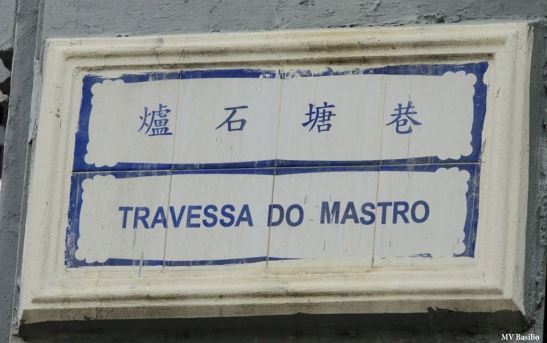 爐石塘巷
TRAVESSA DO MASTRO
MV Basilio